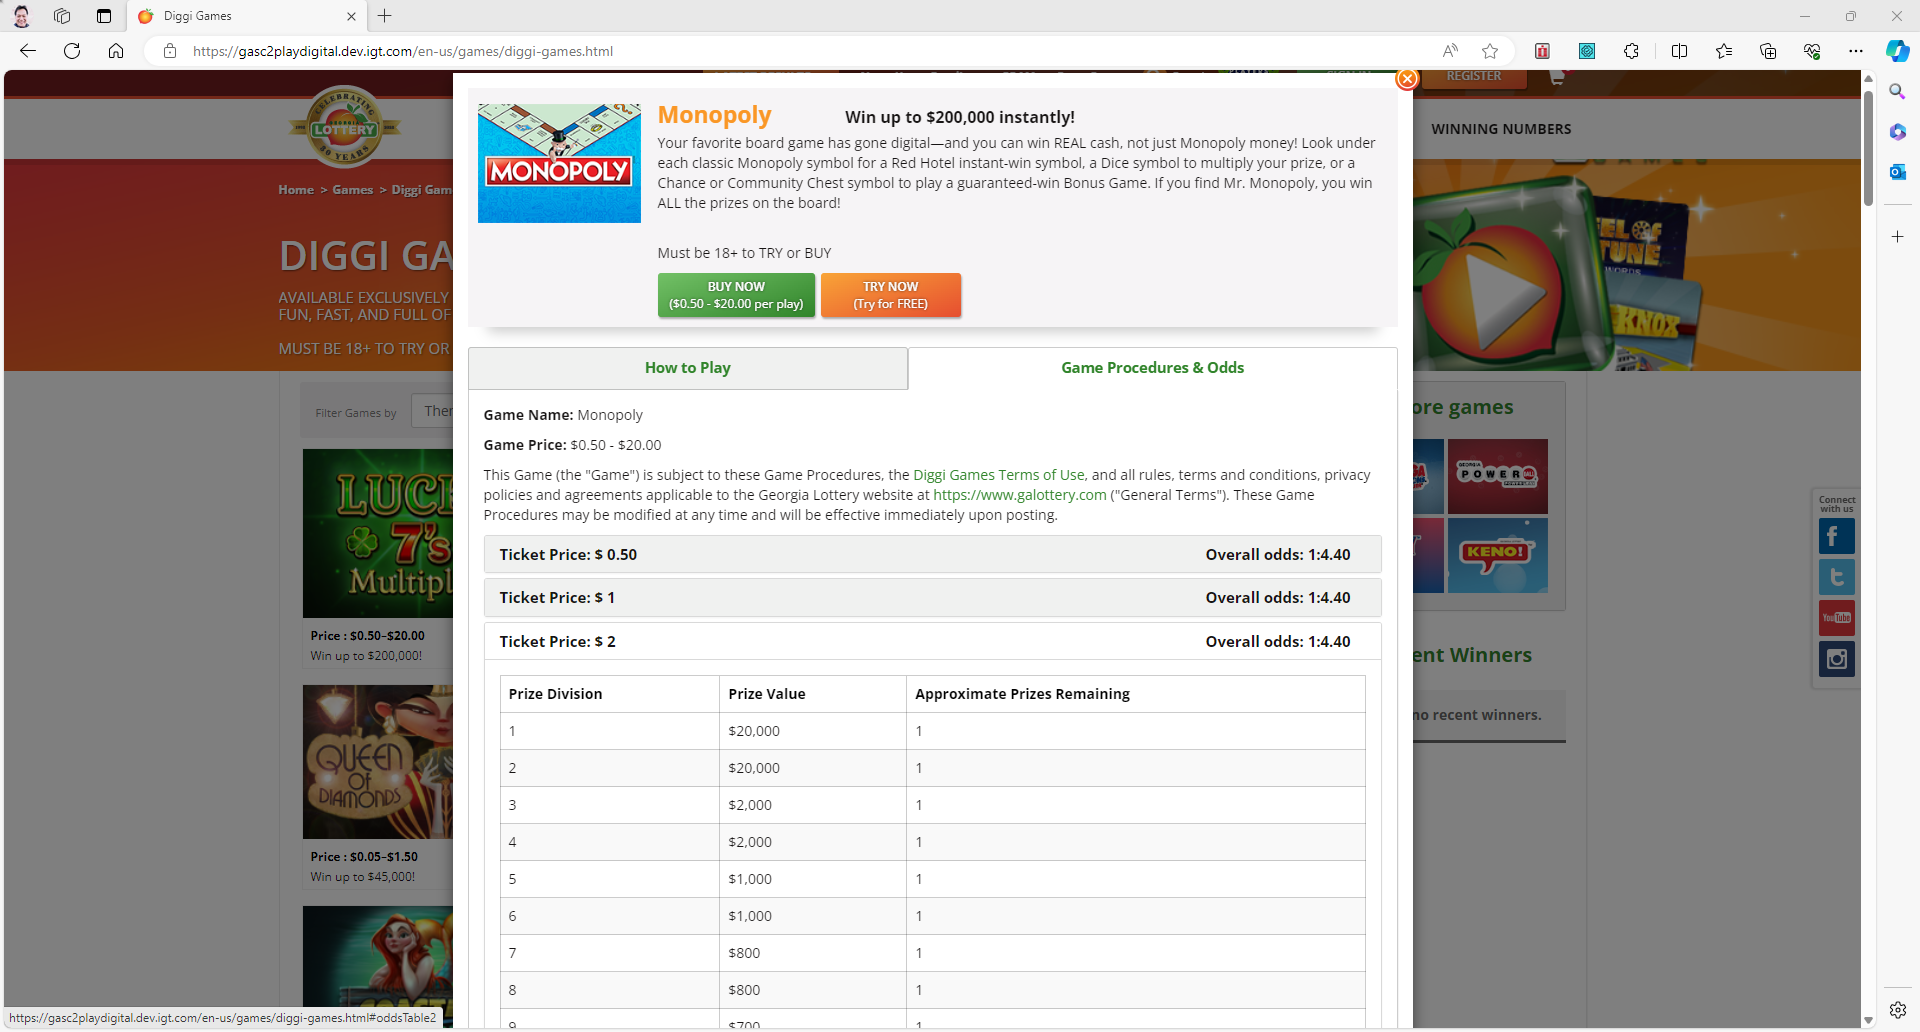 Diggi Games
https://gasc2playdigital.dev.igt.com/en-us/games/diggi-games.html
REGISTER
CELEBRATING
LOTTERY
WINNING NUMBERS
Home > Games > Diggi Gam
DIGGI GA
AVAILABLE EXCLUSIVELY
FUN, FAST, AND FULL OF
MUST BE 18+ TO TRY OR
MONOPOLY
Monopoly Win up to $200,000 instantly!
Your favorite board game has gone digital—and you can win REAL cash, not just Monopoly money! Look under
each classic Monopoly symbol for a Red Hotel instant-win symbol, a Dice symbol to multiply your prize, or a
Chance or Community Chest symbol to play a guaranteed-win Bonus Game. If you find Mr. Monopoly, you win
ALL the prizes on the board!
Must be 18+ to TRY or BUY
BUY NOW
($0.50 - $20.00 per play)
TRY NOW
(Try for FREE)
How to Play
Game Procedures & Odds
Game Name: Monopoly
Game Price: $0.50 - $20.00
This Game (the "Game") is subject to these Game Procedures, the Diggi Games Terms of Use, and all rules, terms and conditions, privacy
policies and agreements applicable to the Georgia Lottery website at https://www.galottery.com ("General Terms"). These Game
Procedures may be modified at any time and will be effective immediately upon posting.
Ticket Price: $ 0.50 Overall odds: 1:4.40
Ticket Price: $ 1 Overall odds: 1:4.40
Ticket Price: $ 2 Overall odds: 1:4.40
Prize Division Prize Value Approximate Prizes Remaining
1 $20,000 1
2 $20,000 1
3 $2,000 1
4 $2,000 1
5 $1,000 1
6 $1,000 1
7 $800 1
8 $800 1
9 $700 1
Filter Games by
Ther
LUC
7's
Multipl
Price : $0.50–$20.00
Win up to $200,000!
QUEEN
OF
DIAMONDS
Price : $0.05–$1.50
Win up to $45,000!
EL OF
FORTUNE
KNOX
ore games
GEORGIA
POWER
KENO!
ent Winners
no recent winners.
Connect
with us
YouTube
https://gasc2playdigital.dev.igt.com/en-us/games/diggi-games.html#oddsTable2